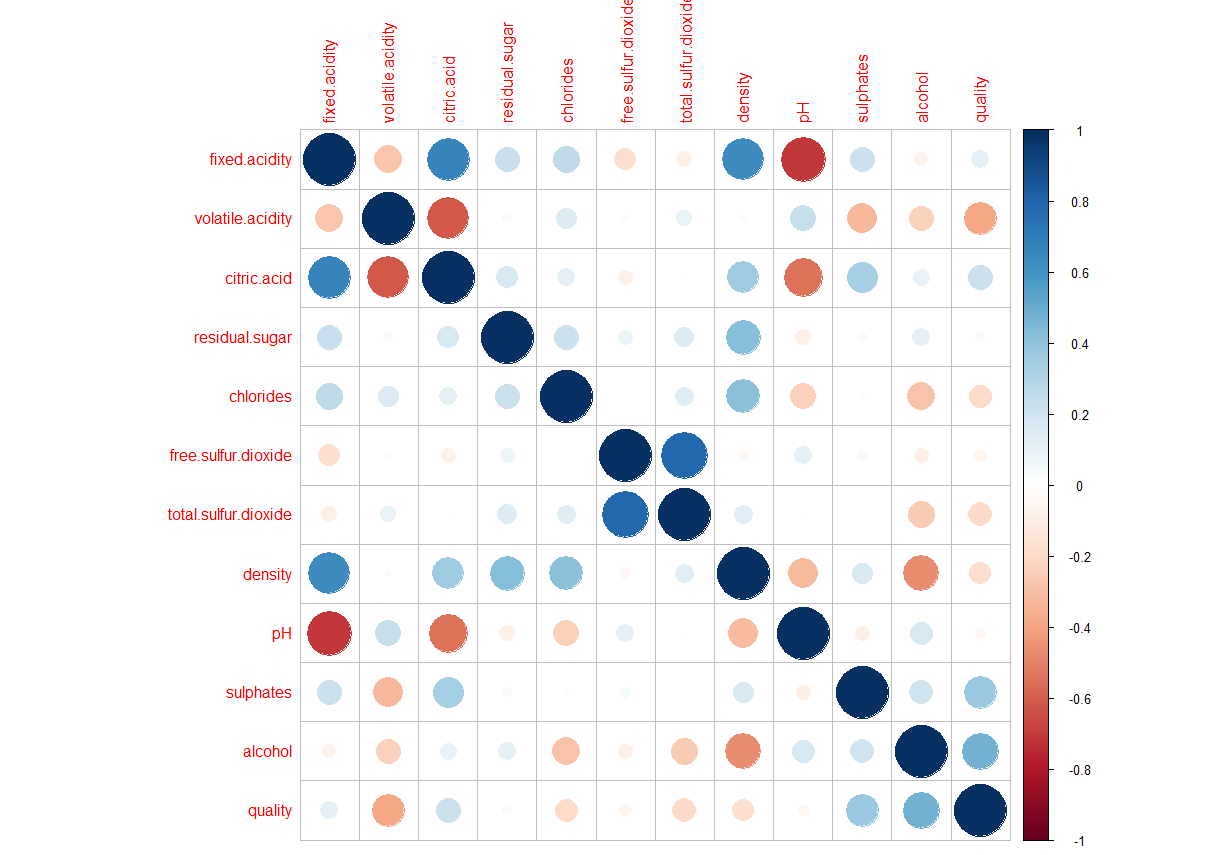 fixed.acidity
volatile.acidity
citric.acid
residual.sugar
chlorides
free.sulfur.dioxide
total.sulfur.dioxide
density
pH
sulphates
alcohol
quality
fixed.acidity
volatile.acidity
citric.acid
residual.sugar
chlorides
free.sulfur.dioxide
total.sulfur.dioxide
density
pH
sulphates
alcohol
quality
1
0.8
0.6
0.4
0.2
0
-0.2
-0.4
-0.6
-0.8
-1